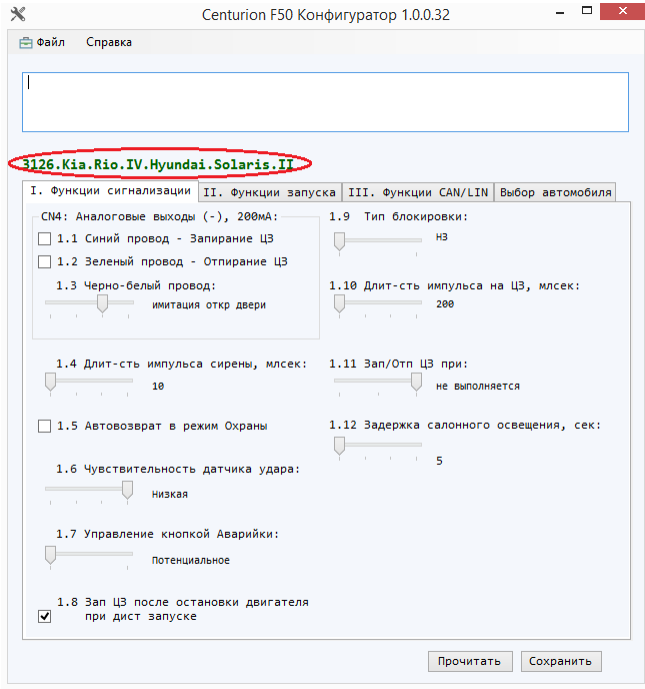 Centurion F50 Конфигуратор 1.0.0.32
Файл Справка
3126.Kia.Rio.IV.Hyundai.Solaris.II
I. Функции сигнализации II. Функции запуска III. Функции CAN/LIN Выбор автомобиля
CN4: Аналоговые выходы (-), 200мА:
1.1 Синий провод - Запирание ЦЗ
1.2 Зеленый провод - Отпирание ЦЗ
1.3 Черно-белый провод:
имитация откр двери
1.4 Длит-сть импульса сирены, млсек:
10
1.5 Автовозврат в режим Охраны
1.6 Чувствительность датчика удара:
Низкая
1.7 Управление кнопкой Аварийки:
Потенциальное
1.8 Зап ЦЗ после остановки двигателя
при дист запуске
1.9 Тип блокировки:
НЗ
1.10 Длит-сть импульса на ЦЗ, млсек:
200
1.11 Зап/Отп ЦЗ при:
не выполняется
1.12 Задержка салонного освещения, сек:
5
Прочитать Сохранить